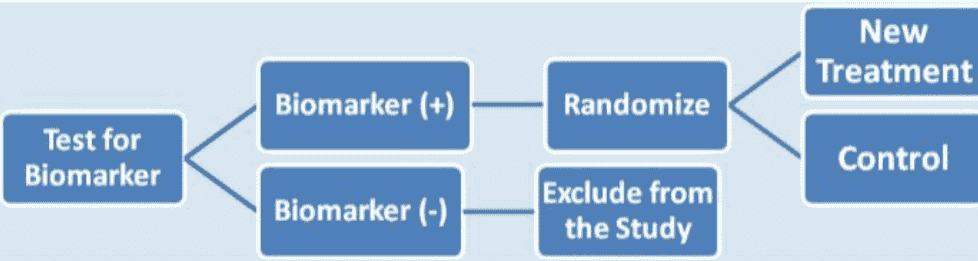 Test for
Biomarker
Biomarker (+)
Randomize
New
Treatment
Control
Biomarker (-)
Exclude from
the Study